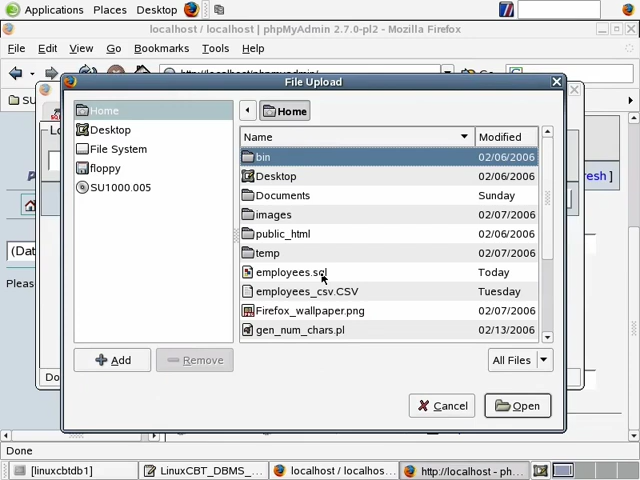 Applications Places Desktop
localhost / localhost | phpMyAdmin 2.7.0-pl2 - Mozilla Firefox
File Edit View Go Bookmarks Tools Help
File Upload
Home
Desktop
File System
floppy
SU1000.005
Home
Name Modified
bin 02/06/2006
Desktop 02/06/2006
Documents Sunday
images 02/07/2006
public_html 02/07/2006
temp 02/07/2006
employees.sql Today
employees_csv.CSV Tuesday
Firefox_wallpaper.png 02/07/2006
gen_num_chars.pl 02/13/2006
Add Remove
All Files
Cancel Open
SU
Lo
(Dat
Pleas
Do
esh ]
Done
[linuxcbtdb1] LinuxCBT_DBMS_... localhost / localhos... http://localhost - ph...